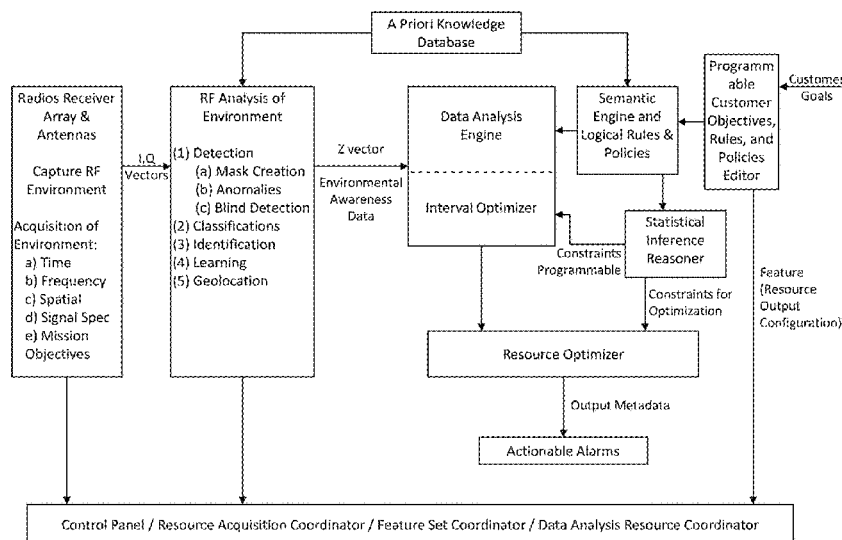 A Priori Knowledge
Database
Radios Receiver
Array &
Antennas
Capture RF
Environment
Acquisition of
Environment:
a) Time
b) Frequency
c) Spatial
d) Signal Spec
e) Mission
Objectives
I,Q
Vectors
RF Analysis of
Environment
(1) Detection
(a) Mask Creation
(b) Anomalies
(c) Blind Detection
(2) Classifications
(3) Identification
(4) Learning
(5) Geolocation
Z vector
Environmental
Awareness
Data
Data Analysis
Engine
Interval Optimizer
Semantic
Engine and
Logical Rules &
Policies
Programm
able
Customer
Objectives,
Rules, and
Policies
Editor
Customer
Goals
Statistical
Inference
Reasoner
Constraints
Programmable
Constraints for
Optimization
Feature
(Resource
Output
Configuration)
Resource Optimizer
Output Metadata
Actionable Alarms
Control Panel / Resource Acquisition Coordinator / Feature Set Coordinator / Data Analysis Resource Coordinator